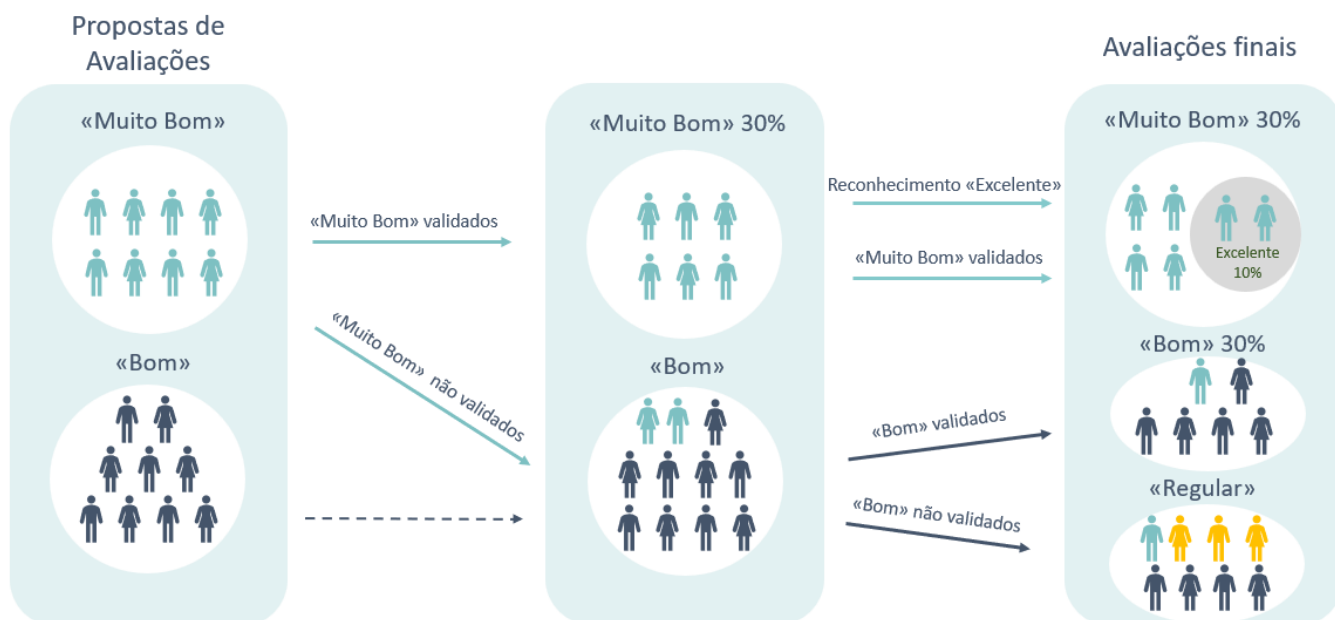 Propostas de
Avaliações
«Muito Bom»
«Bom»
«Muito Bom» validados
«Muito Bom» não validados
«Muito Bom» 30%
«Bom»
Reconhecimento «Excelente»
«Muito Bom» validados
«Bom» validados
«Bom» não validados
Avaliações finais
«Muito Bom» 30%
Excelente
10%
«Bom» 30%
«Regular»